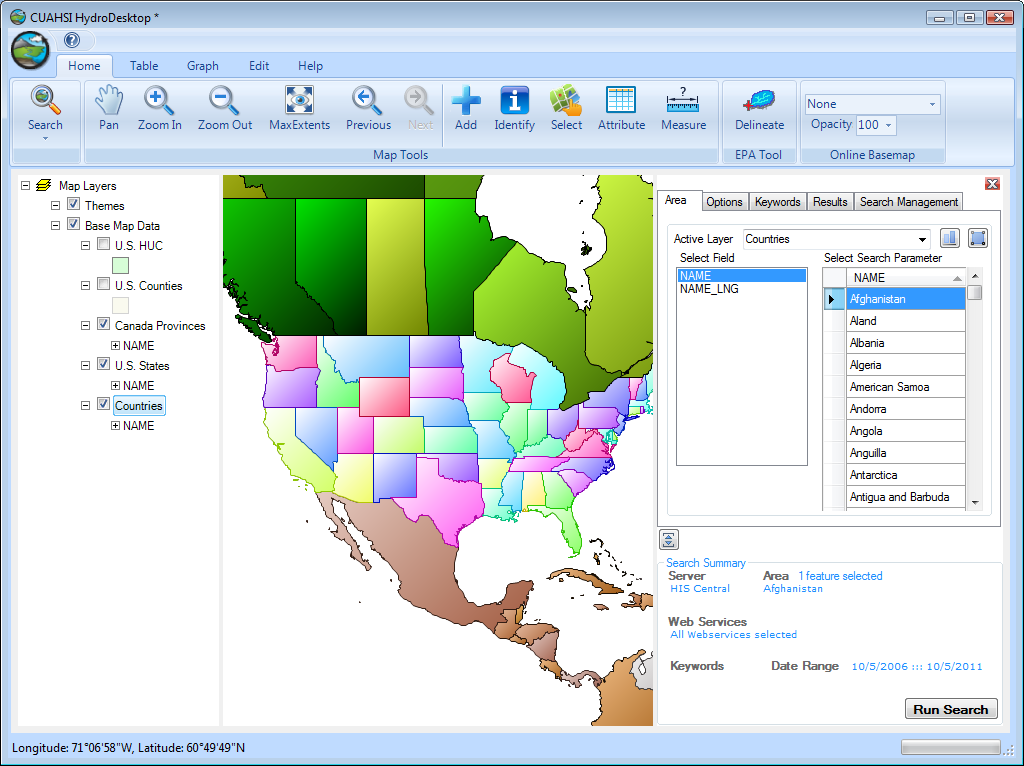 CUAHSI HydroDesktop *
Home Table Graph Edit Help
Search Pan Zoom In Zoom Out MaxExtents Previous Next Add Identify Select Attribute Measure Delineate
None
Opacity 100
Map Tools EPA Tool Online Basemap
Map Layers
Themes
Base Map Data
U.S. HUC
U.S. Counties
Canada Provinces
NAME
U.S. States
NAME
Countries
NAME
Area Options Keywords Results Search Management
Active Layer Countries
Select Field Select Search Parameter
NAME
NAME_LNG
NAME
Afghanistan
Aland
Albania
Algeria
American Samoa
Andorra
Angola
Anguilla
Antarctica
Antigua and Barbuda
Search Summary
Server Area 1 feature selected
HIS Central Afghanistan
Web Services
All Webservices selected
Keywords Date Range 10/5/2006 ::: 10/5/2011
Run Search
Longitude: 71°06'58"W, Latitude: 60°49'49"N